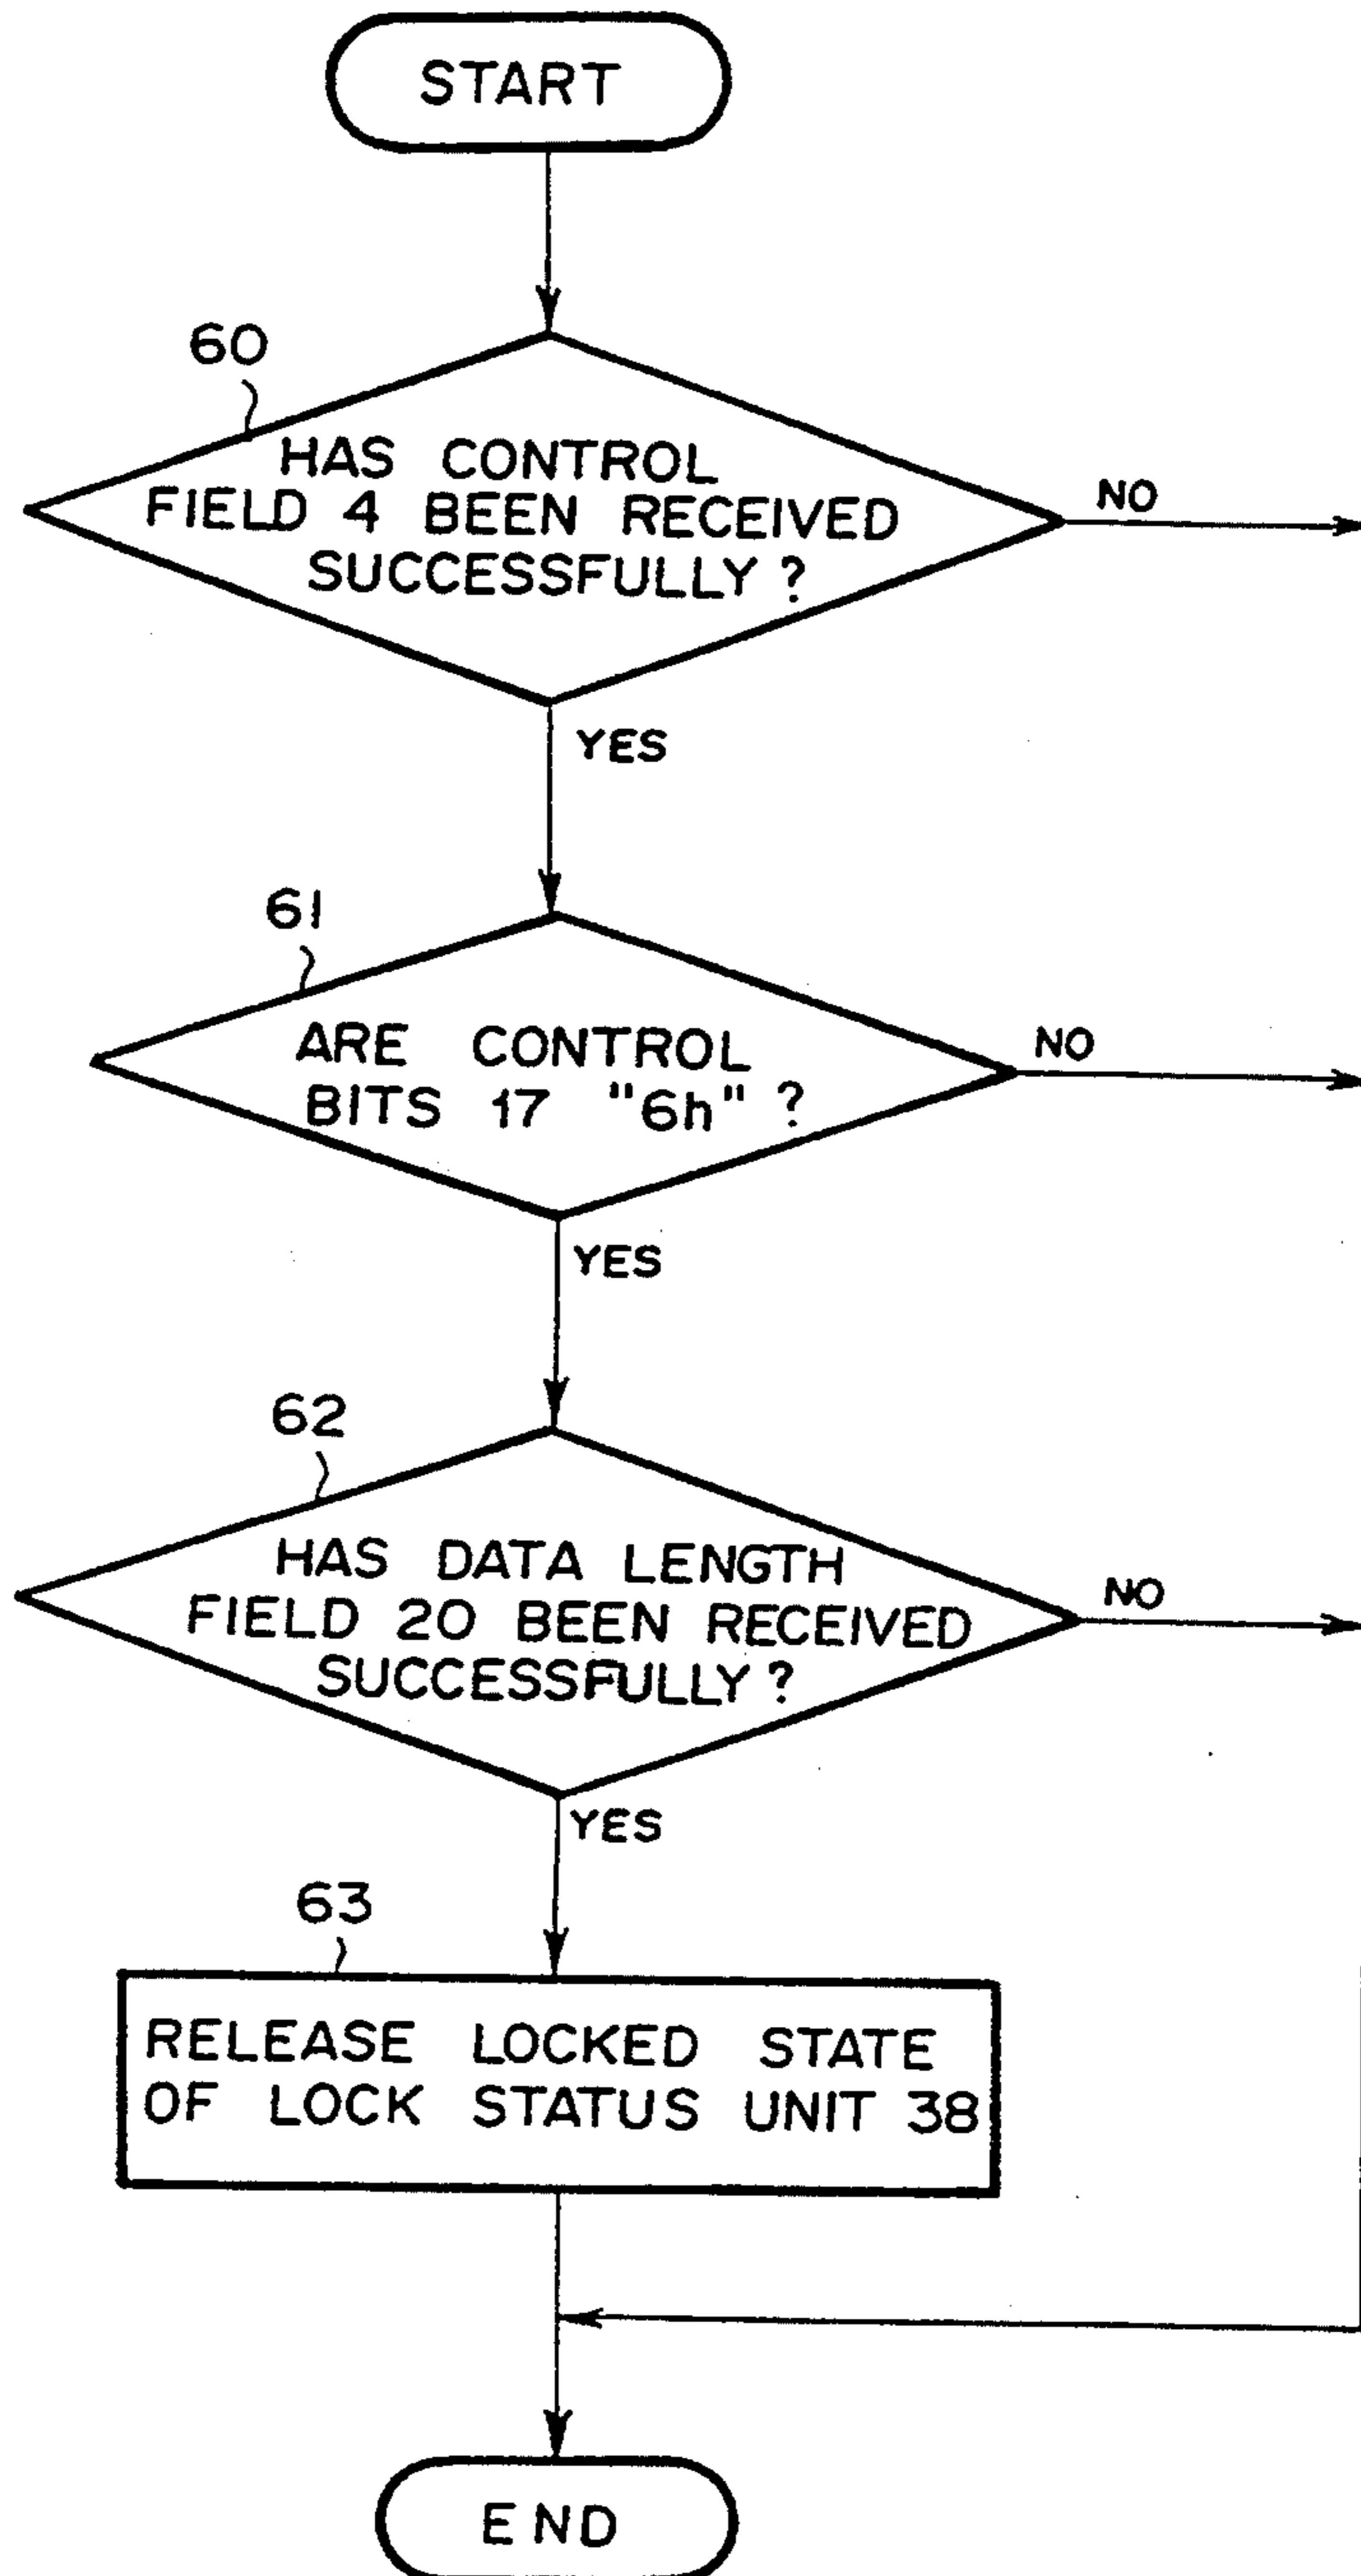 START
60
HAS CONTROL
FIELD 4 BEEN RECEIVED
SUCCESSFULLY ?
NO
YES
61
ARE CONTROL
BITS 17 "6h" ?
NO
YES
62
HAS DATA LENGTH
FIELD 20 BEEN RECEIVED
SUCCESSFULLY ?
NO
YES
63
RELEASE LOCKED STATE
OF LOCK STATUS UNIT 38
END